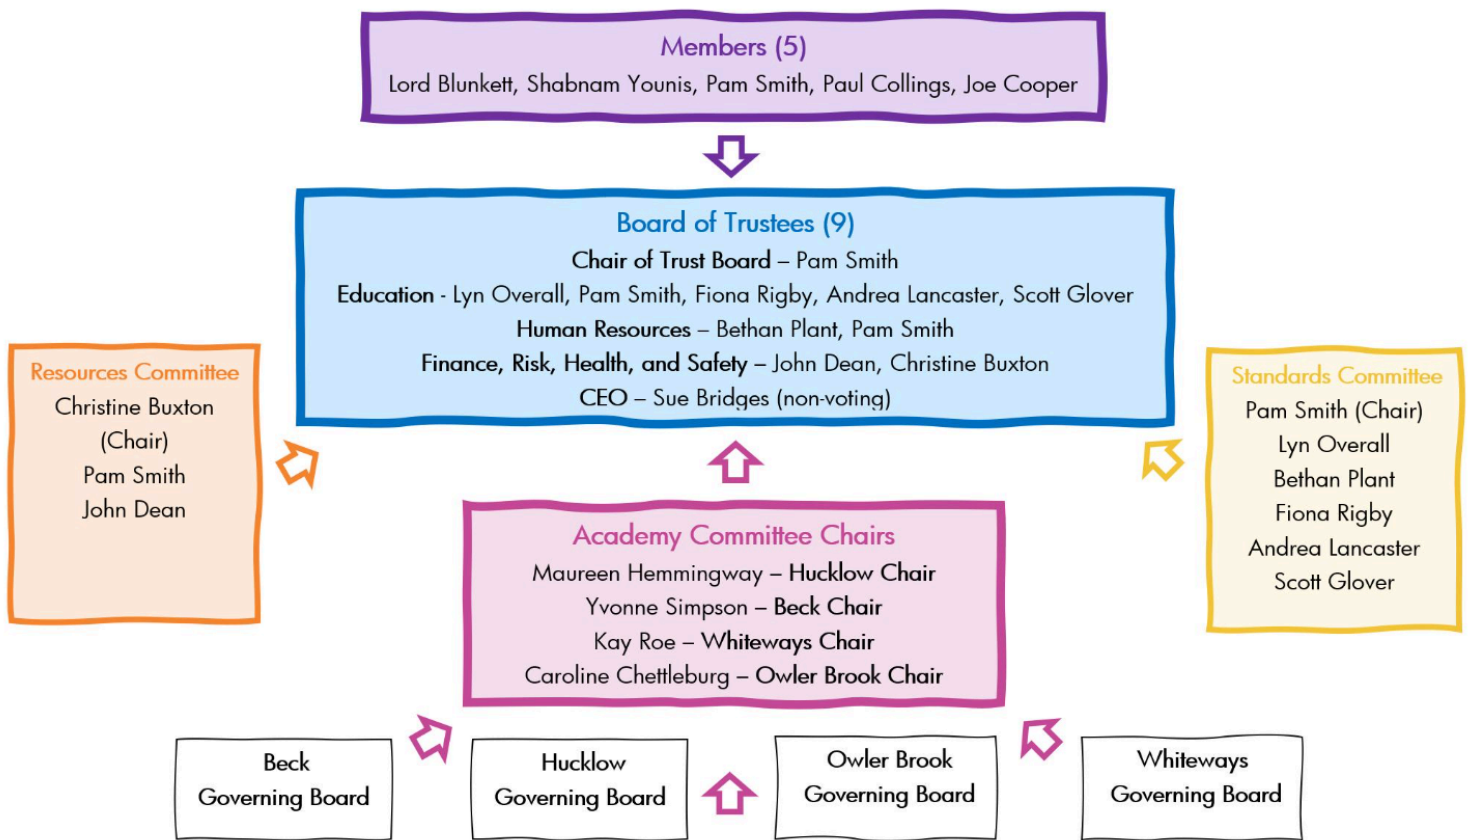 Members (5)
Lord Blunkett, Shabnam Younis, Pam Smith, Paul Collings, Joe Cooper
Board of Trustees (9)
Chair of Trust Board – Pam Smith
Education - Lyn Overall, Pam Smith, Fiona Rigby, Andrea Lancaster, Scott Glover
Human Resources – Bethan Plant, Pam Smith
Finance, Risk, Health, and Safety – John Dean, Christine Buxton
CEO – Sue Bridges (non-voting)
Resources Committee
Christine Buxton
(Chair)
Pam Smith
John Dean
Standards Committee
Pam Smith (Chair)
Lyn Overall
Bethan Plant
Fiona Rigby
Andrea Lancaster
Scott Glover
Academy Committee Chairs
Maureen Hemmingway – Hucklow Chair
Yvonne Simpson – Beck Chair
Kay Roe – Whiteways Chair
Caroline Chettleburg – Owler Brook Chair
Beck
Governing Board
Hucklow
Governing Board
Owler Brook
Governing Board
Whiteways
Governing Board